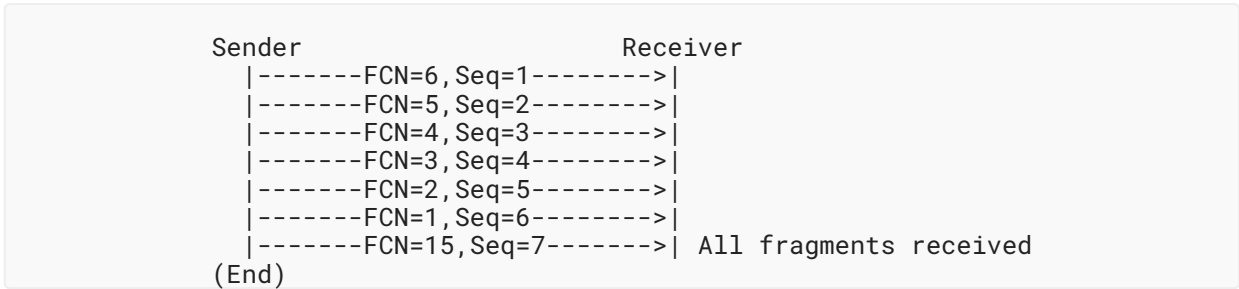 Sender                      Receiver
  |-------FCN=6,Seq=1-------->|
  |-------FCN=5,Seq=2-------->|
  |-------FCN=4,Seq=3-------->|
  |-------FCN=3,Seq=4-------->|
  |-------FCN=2,Seq=5-------->|
  |-------FCN=1,Seq=6-------->|
  |-------FCN=15,Seq=7------->| All fragments received
(End)